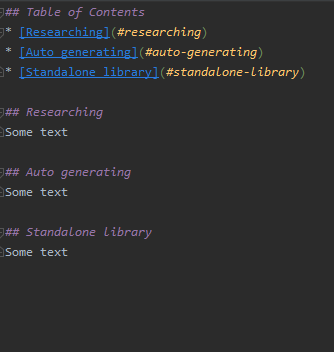 ## Table of Contents
* [Researching](#researching)
* [Auto generating](#auto-generating)
* [Standalone library](#standalone-library)
## Researching
Some text
## Auto generating
Some text
## Standalone library
Some text